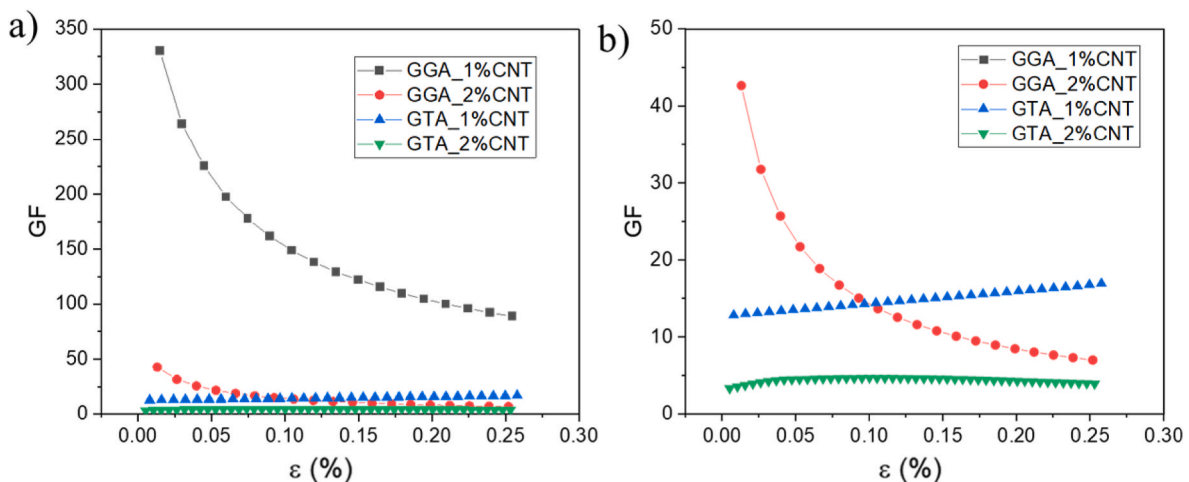 a)
350
300
250
200
150
100
50
0
GF
0.00 0.05 0.10 0.15 0.20 0.25 0.30
ε (%)
GGA_1%CNT
GGA_2%CNT
GTA_1%CNT
GTA_2%CNT
b)
50
40
30
20
10
0
GF
0.00 0.05 0.10 0.15 0.20 0.25 0.30
ε (%)
GGA_1%CNT
GGA_2%CNT
GTA_1%CNT
GTA_2%CNT